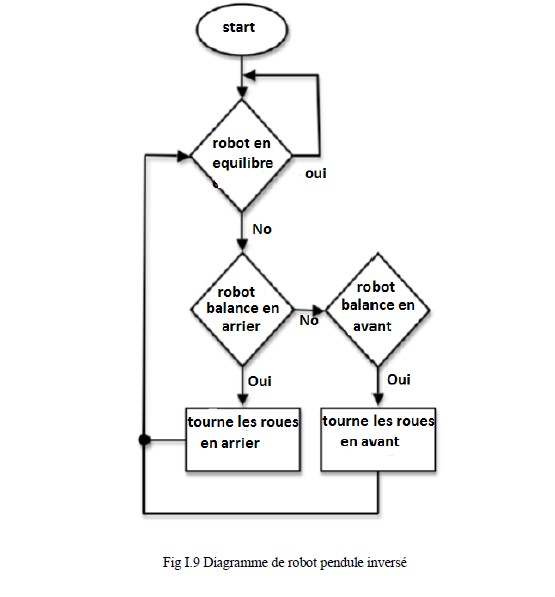 start
robot en
equilibre
oui
No
robot
balance en
arrier
No
robot
balance en
avant
Oui
Oui
tourne les roues
en arrier
tourne les roues
en avant
Fig I.9 Diagramme de robot pendule inversé